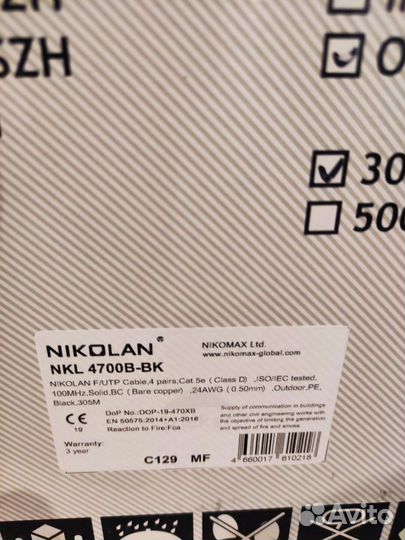 SZH
O
30
500
NIKOLAN®
NIKOMAX Ltd.
www.nikomax-global.com
NKL 4700B-BK
NIKOLAN F/UTP Cable,4 pairs,Cat.5e ( Class D) ,ISO/IEC tested,
100MHz,Solid,BC ( Bare copper) ,24AWG ( 0.50mm) ,Outdoor,PE,
Black,305M
CE
19
DoP No.:DOP-19-470XB
EN 50575:2014+A1:2016
Reaction to Fire:Fca
Supply of communication in buildings
and other civil engineering works with
the objective of limiting the generation
and spread of fire and smoke
Warranty:
3 year
C129 MF
4 660017 610218
Avito